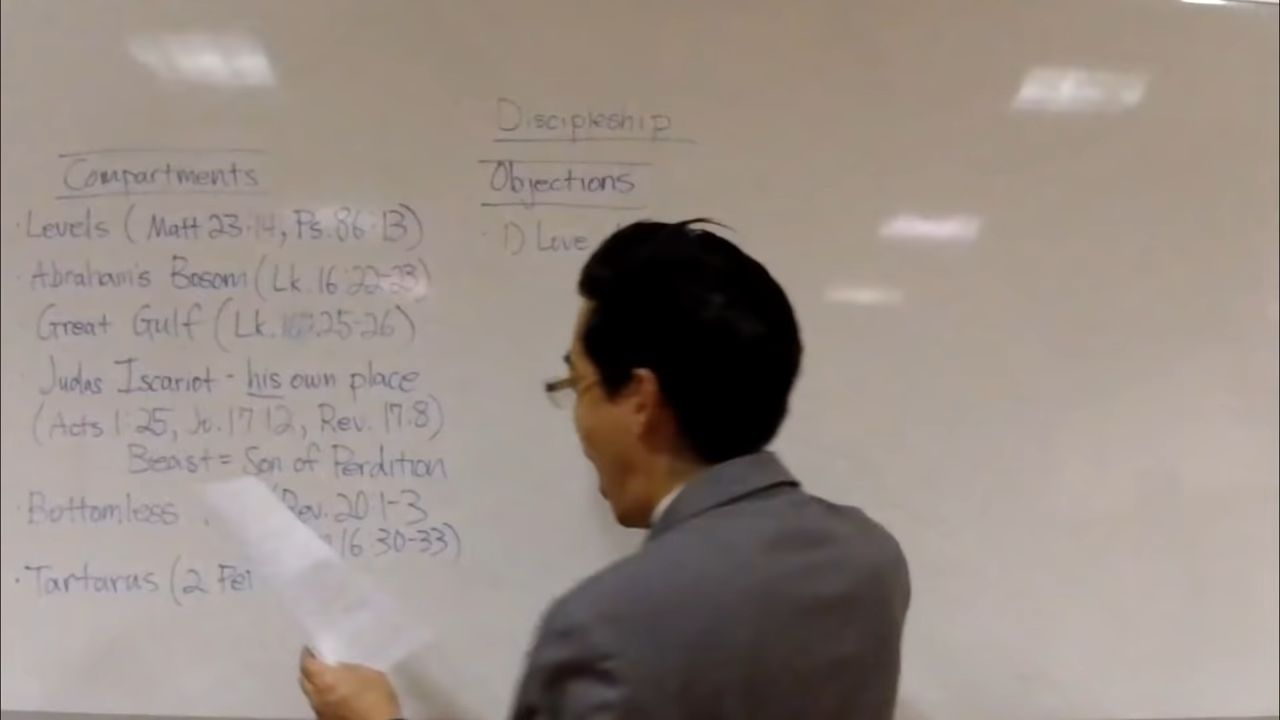 Discipleship
Compartments
· Levels (Matt 23:14, Ps. 86:13)
· Abraham's Bosom (Lk. 16:22-23)
Great Gulf (Lk. 16:25-26)
Judas Iscariot - his own place
(Acts 1:25, Jn. 17:12, Rev. 17:8)
Beast = Son of Perdition
· Bottomless Rev. 20:1-3
16:30-33)
· Tartarus (2
Objections
· 1) Love